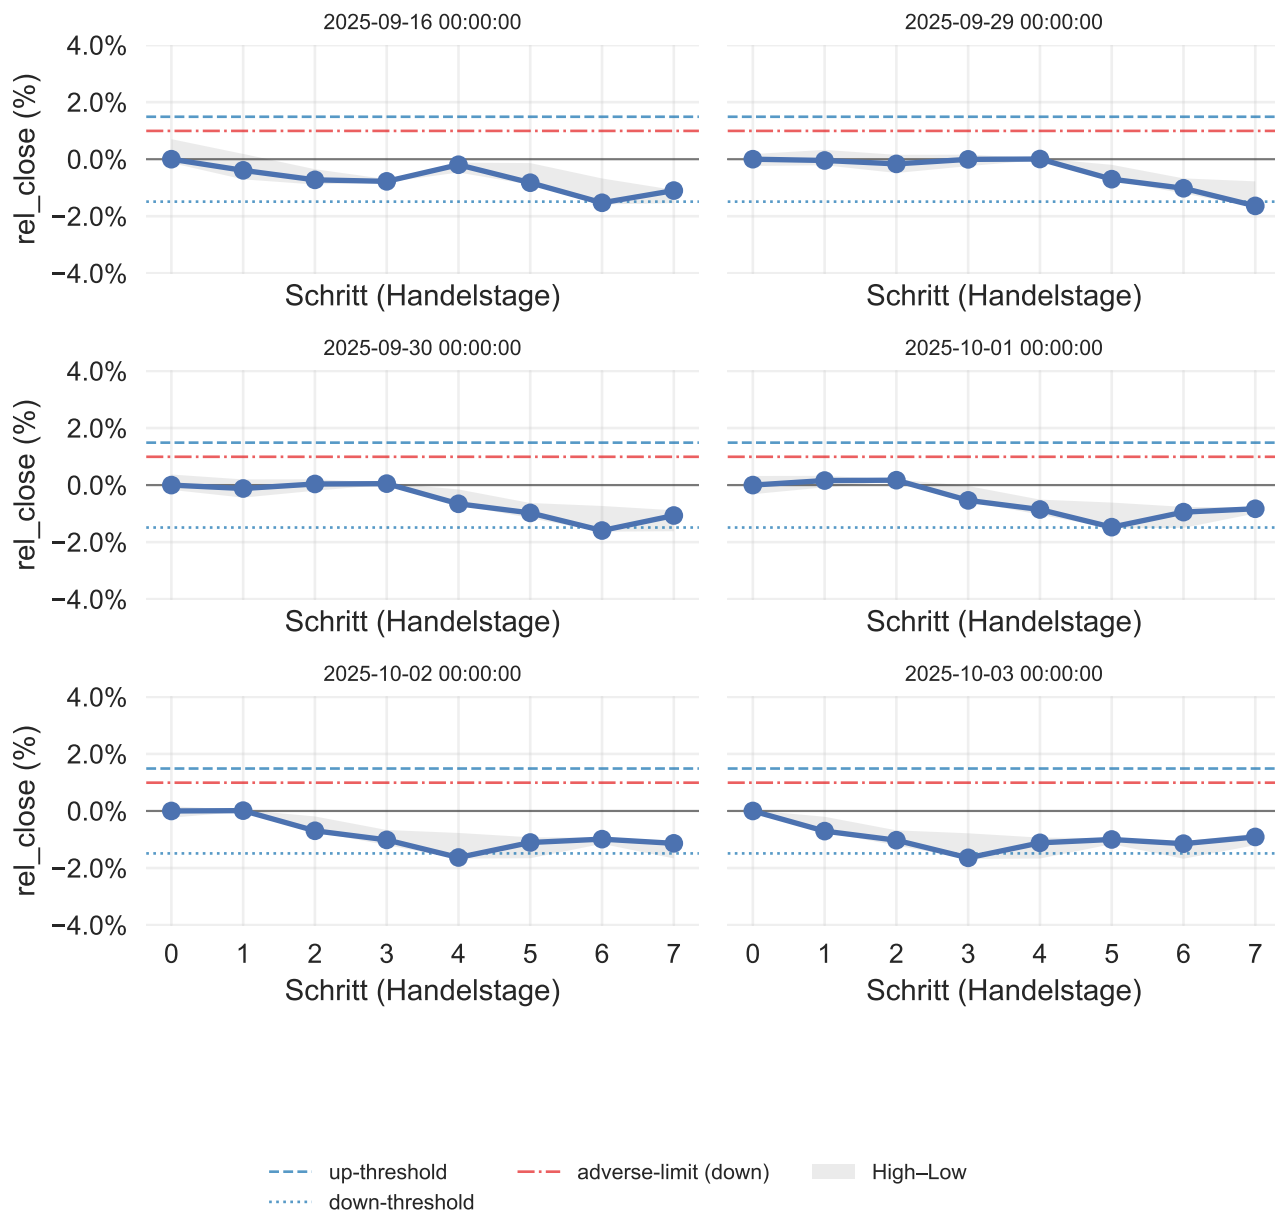 2025-09-16 00:00:00
2025-09-29 00:00:00
rel_close (%)
4.0%
2.0%
0.0%
−2.0%
−4.0%
Schritt (Handelstage)
Schritt (Handelstage)
2025-09-30 00:00:00
2025-10-01 00:00:00
rel_close (%)
4.0%
2.0%
0.0%
−2.0%
−4.0%
Schritt (Handelstage)
Schritt (Handelstage)
2025-10-02 00:00:00
2025-10-03 00:00:00
rel_close (%)
4.0%
2.0%
0.0%
−2.0%
−4.0%
0 1 2 3 4 5 6 7
0 1 2 3 4 5 6 7
Schritt (Handelstage)
Schritt (Handelstage)
up-threshold
adverse-limit (down)
High–Low
down-threshold